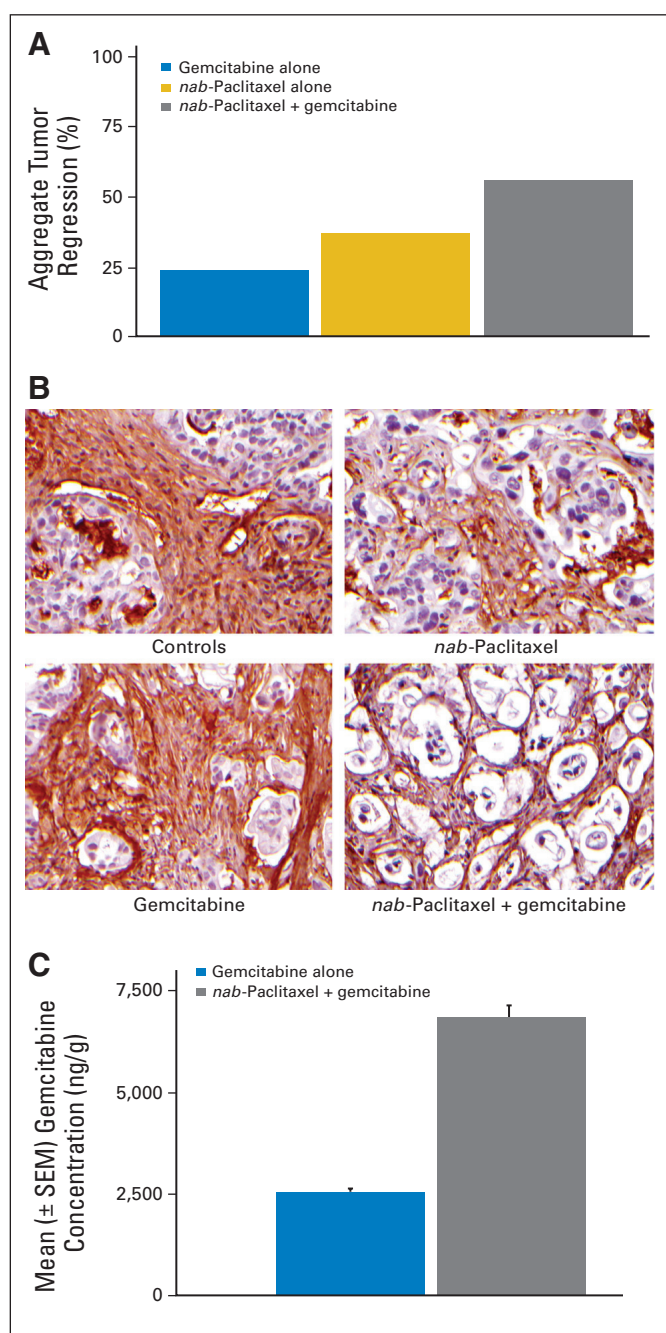 A
Gemcitabine alone
nab-Paclitaxel alone
nab-Paclitaxel + gemcitabine
Aggregate Tumor
Regression (%)
100
75
50
25
0
B
Controls
nab-Paclitaxel
Gemcitabine
nab-Paclitaxel + gemcitabine
C
Gemcitabine alone
nab-Paclitaxel + gemcitabine
Mean (± SEM) Gemcitabine
Concentration (ng/g)
7,500
5,000
2,500
0